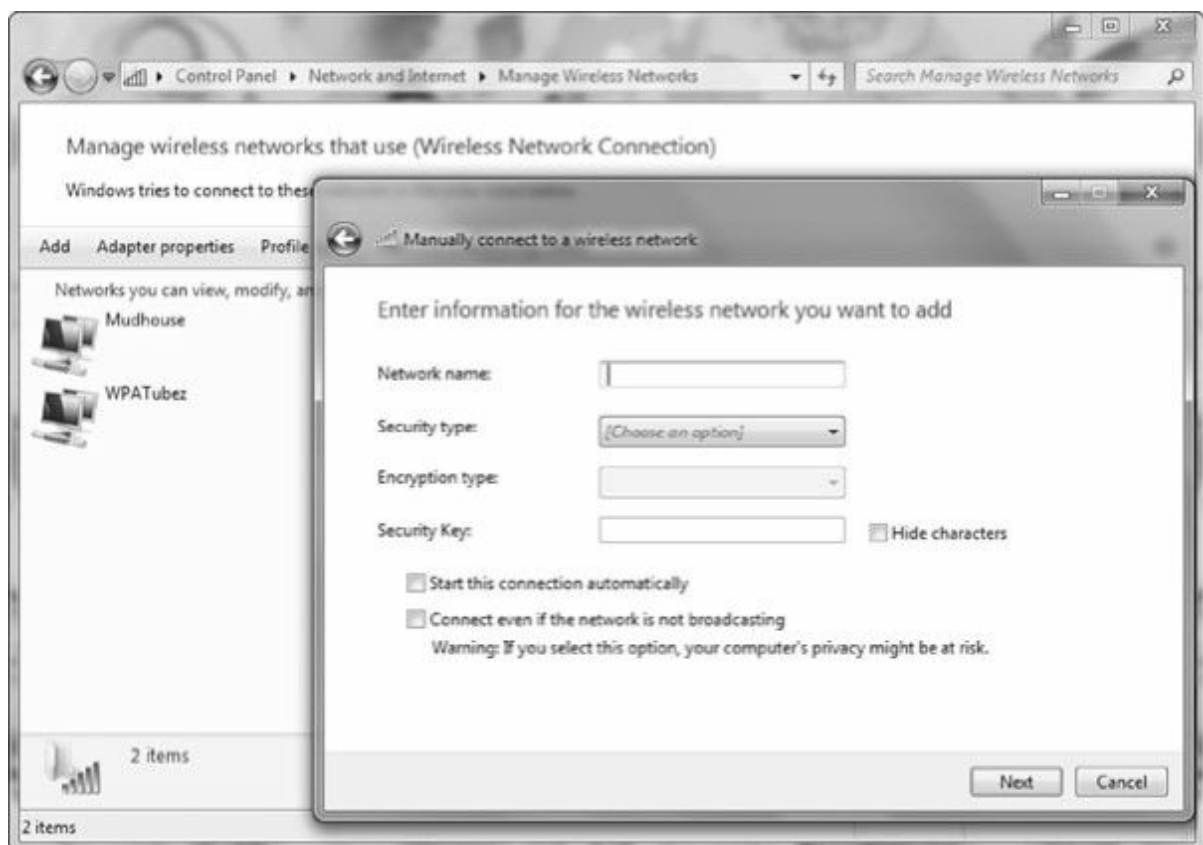 Control Panel Network and Internet Manage Wireless Networks
Search Manage Wireless Networks
Manage wireless networks that use (Wireless Network Connection)
Windows tries to connect to these
Add Adapter properties Profile
Networks you can view, modify, an
Mudhouse
WPATubez
2 items
2 items
Manually connect to a wireless network
Enter information for the wireless network you want to add
Network name:
Security type: [Choose an option]
Encryption type:
Security Key: Hide characters
Start this connection automatically
Connect even if the network is not broadcasting
Warning: If you select this option, your computer's privacy might be at risk.
Next Cancel